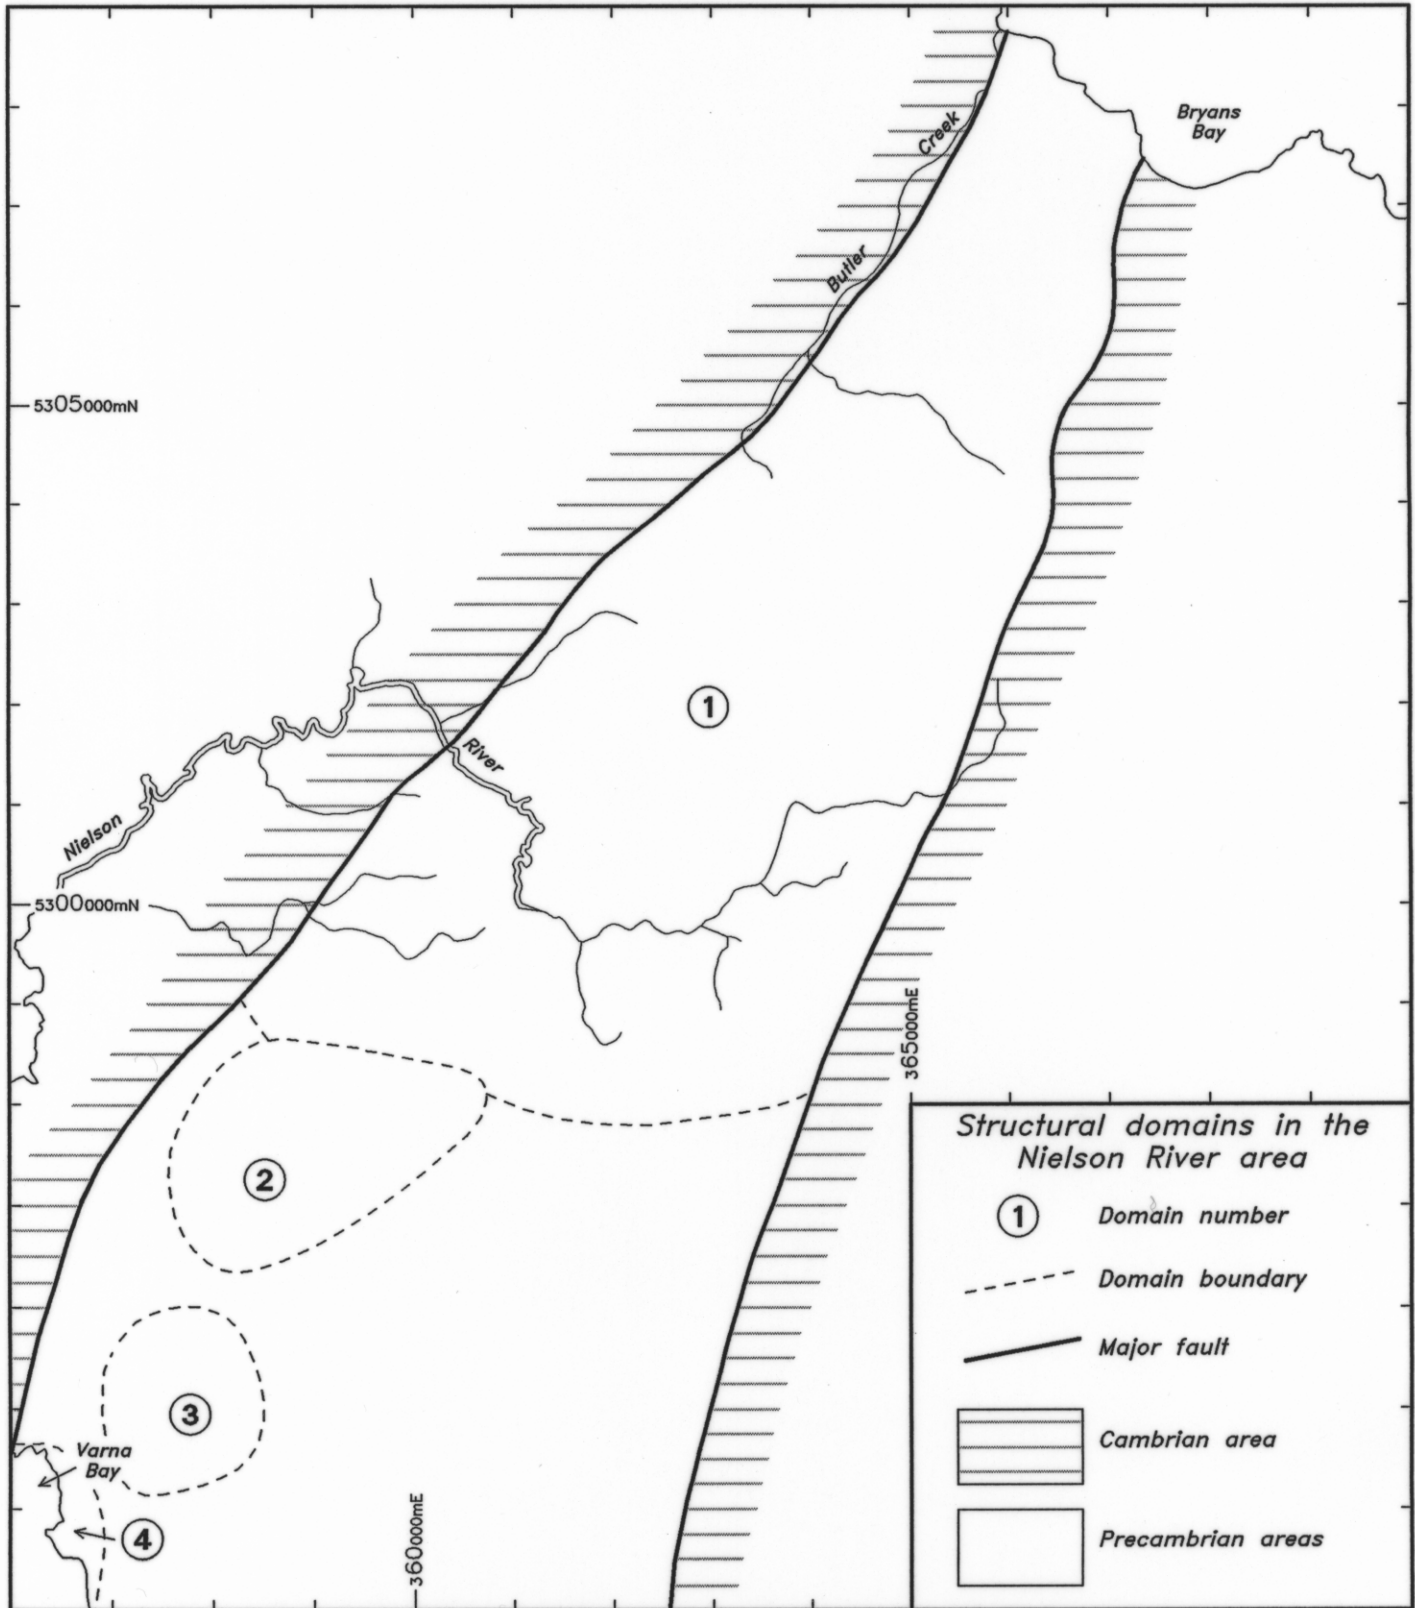 Bryans
Bay
Creek
Butler
5305000mN
1
River
Nielson
5300000mN
365000mE
2
3
Varna
Bay
4
360000mE
Structural domains in the
Nielson River area
1 Domain number
Domain boundary
Major fault
Cambrian area
Precambrian areas